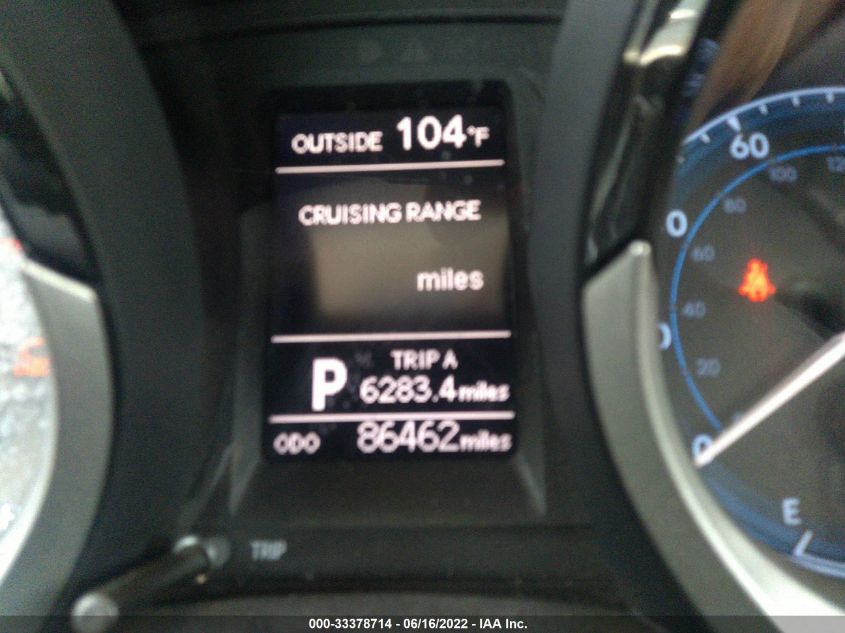 OUTSIDE 104°F
CRUISING RANGE
miles
TRIP A
P 6283.4 miles
ODO 86462 miles
TRIP
60
100
80
60
40
20
0
E
000-33378714 - 06/16/2022 - IAA Inc.